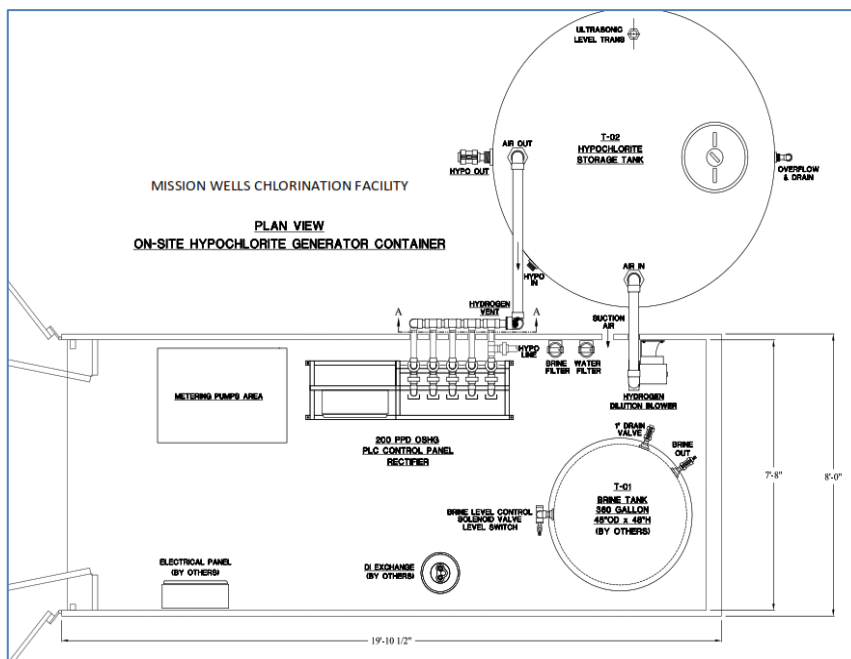 ULTRASONIC
LEVEL TRANS
T-02
HYPOCHLORITE
STORAGE TANK
AIR OUT
HYPO OUT
OVERFLOW
& DRAIN
MISSION WELLS CHLORINATION FACILITY
PLAN VIEW
ON-SITE HYPOCHLORITE GENERATOR CONTAINER
HYPO
IN
AIR IN
HYDROGEN
VENT
A
A
SUCTION
AIR
HYPO
LINE
BRINE
FILTER
WATER
FILTER
METERING PUMPS AREA
HYDROGEN
DILUTION BLOWER
200 PPD OSHG
PLC CONTROL PANEL
RECTIFIER
1" DRAIN
VALVE
BRINE
OUT
7'-8"
8'-0"
T-01
BRINE TANK
360 GALLON
48"OD x 48"H
(BY OTHERS)
BRINE LEVEL CONTROL
SOLENOID VALVE
LEVEL SWITCH
ELECTRICAL PANEL
(BY OTHERS)
DI EXCHANGE
(BY OTHERS)
19'-10 1/2"